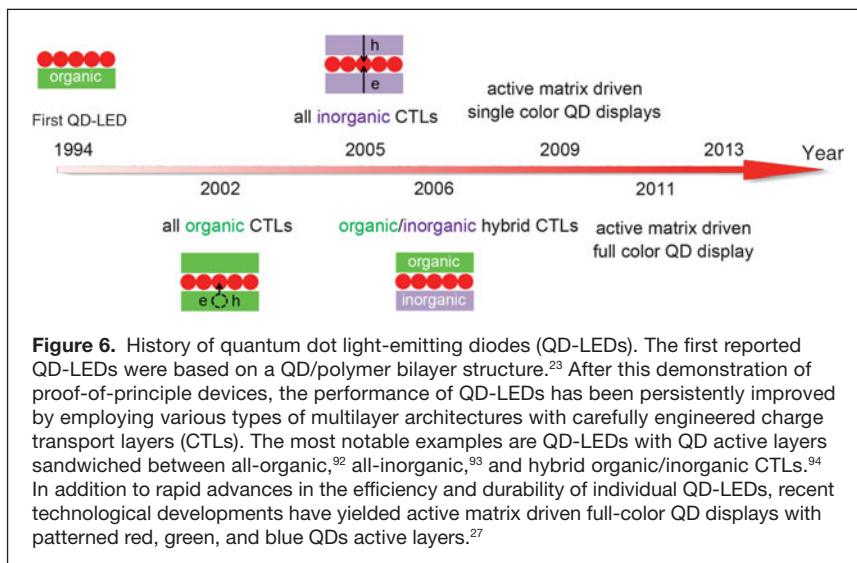 organic
First QD-LED
h
e
all inorganic CTLs
active matrix driven
single color QD displays
1994
2005
2009
2013
Year
2002
2006
2011
all organic CTLs
e h
organic/inorganic hybrid CTLs
organic
inorganic
active matrix driven
full color QD display
Figure 6. History of quantum dot light-emitting diodes (QD-LEDs). The first reported
QD-LEDs were based on a QD/polymer bilayer structure.23 After this demonstration of
proof-of-principle devices, the performance of QD-LEDs has been persistently improved
by employing various types of multilayer architectures with carefully engineered charge
transport layers (CTLs). The most notable examples are QD-LEDs with QD active layers
sandwiched between all-organic,92 all-inorganic,93 and hybrid organic/inorganic CTLs.94
In addition to rapid advances in the efficiency and durability of individual QD-LEDs, recent
technological developments have yielded active matrix driven full-color QD displays with
patterned red, green, and blue QDs active layers.27